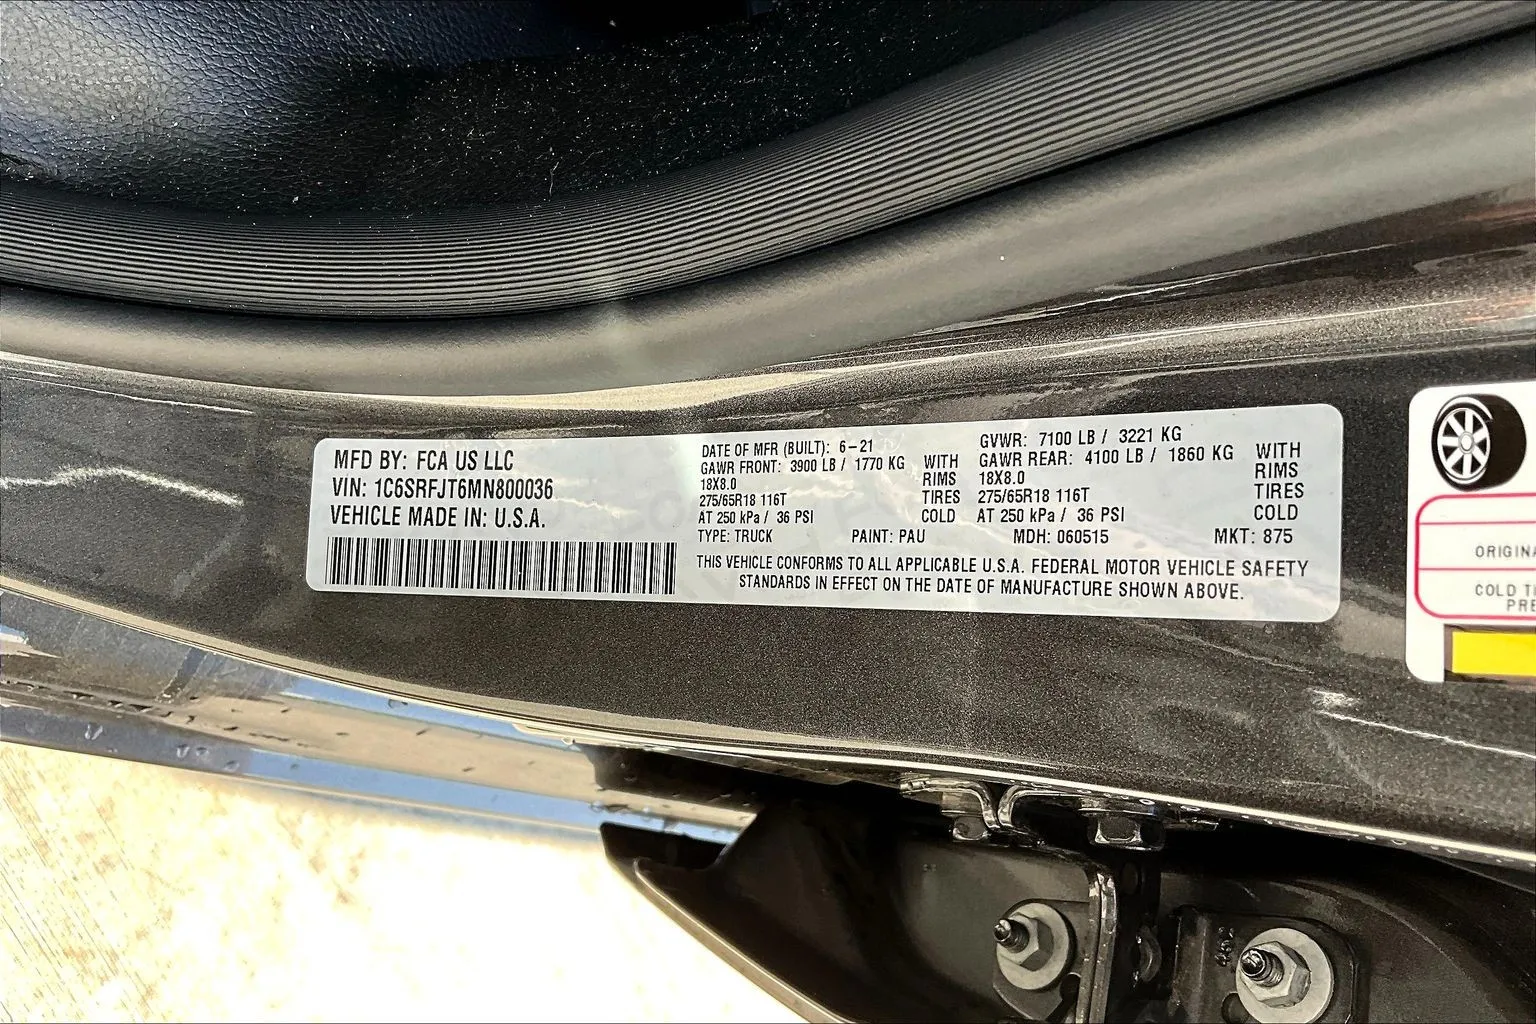 MFD BY: FCA US LLC
VIN: 1C6SRFJT6MN800036
VEHICLE MADE IN: U.S.A.
DATE OF MFR (BUILT): 6-21
GAWR FRONT: 3900 LB / 1770 KG WITH
18X8.0 RIMS
275/65R18 116T TIRES
AT 250 kPa / 36 PSI COLD
GVWR: 7100 LB / 3221 KG
GAWR REAR: 4100 LB / 1860 KG WITH
18X8.0 RIMS
275/65R18 116T TIRES
AT 250 kPa / 36 PSI COLD
TYPE: TRUCK PAINT: PAU MDH: 060515 MKT: 875
THIS VEHICLE CONFORMS TO ALL APPLICABLE U.S.A. FEDERAL MOTOR VEHICLE SAFETY
STANDARDS IN EFFECT ON THE DATE OF MANUFACTURE SHOWN ABOVE.
COLD